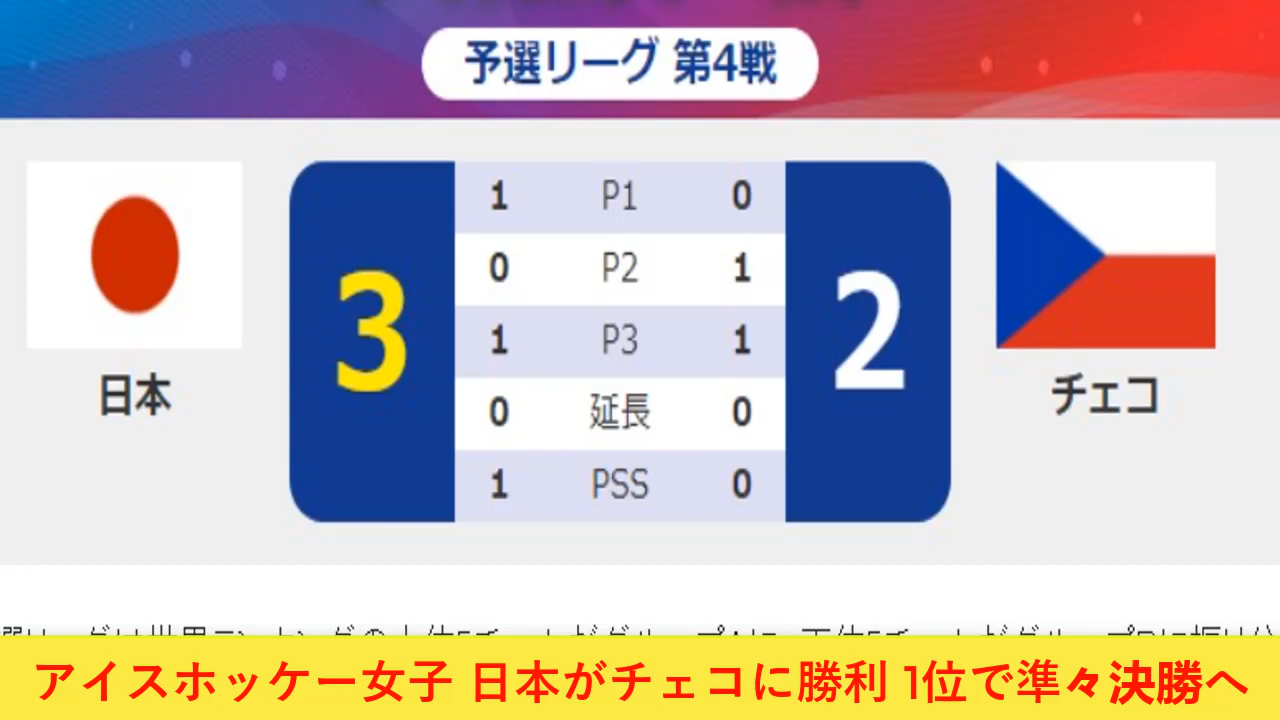 予選リーグ 第4戦
1 P1 0
0 P2 1
3 1 P3 1 2
0 延長 0
1 PSS 0
日本 チェコ
アイスホッケー女子 日本がチェコに勝利 1位で準々決勝へ